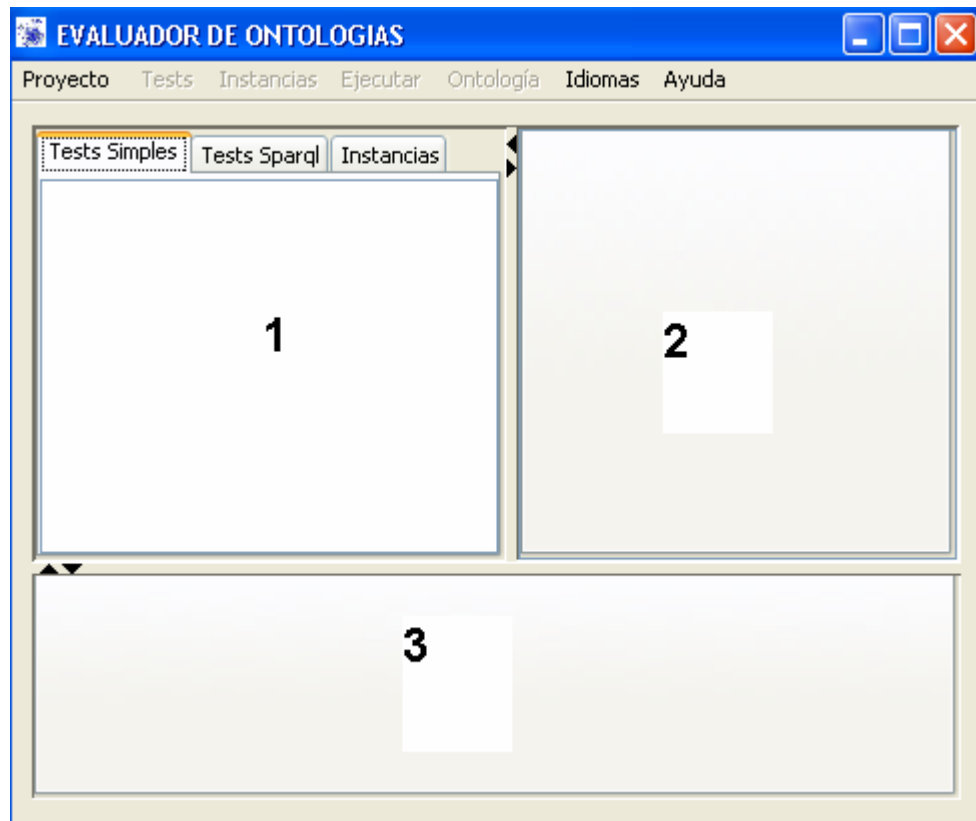 EVALUADOR DE ONTOLOGIAS
Proyecto Tests Instancias Ejecutar Ontología Idiomas Ayuda
Tests Simples Tests Sparql Instancias
1
2
3